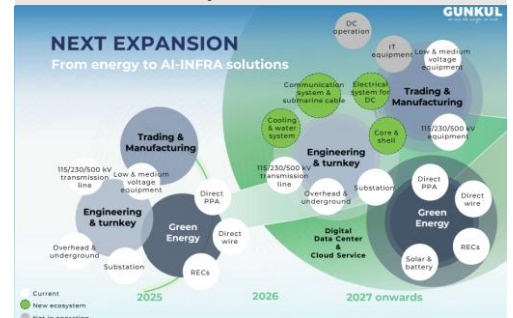 GUNKUL
NEXT EXPANSION
From energy to AI-INFRA solutions
DC
operation
IT
equipment
Low & medium
voltage
equipment
Communication
system &
submarine cable
Electrical
system for
DC
Trading &
Manufacturing
Cooling
& water
system
Core &
shell
115/230/500 kV
equipment
Engineering
& turnkey
115/230/500 kV
transmission
line
Overhead &
underground
Substation
Digital
Data Center
&
Cloud Service
Direct
PPA
Direct
wire
Green
Energy
RECs
Solar &
battery
Trading &
Manufacturing
115/230/500 kV
transmission
line
Low & medium
voltage
equipment
Direct
PPA
Engineering
& turnkey
Green
Energy
Direct
wire
Overhead &
underground
Substation
RECs
2025
2026
2027 onwards
Current
New ecosystem
Not in operation